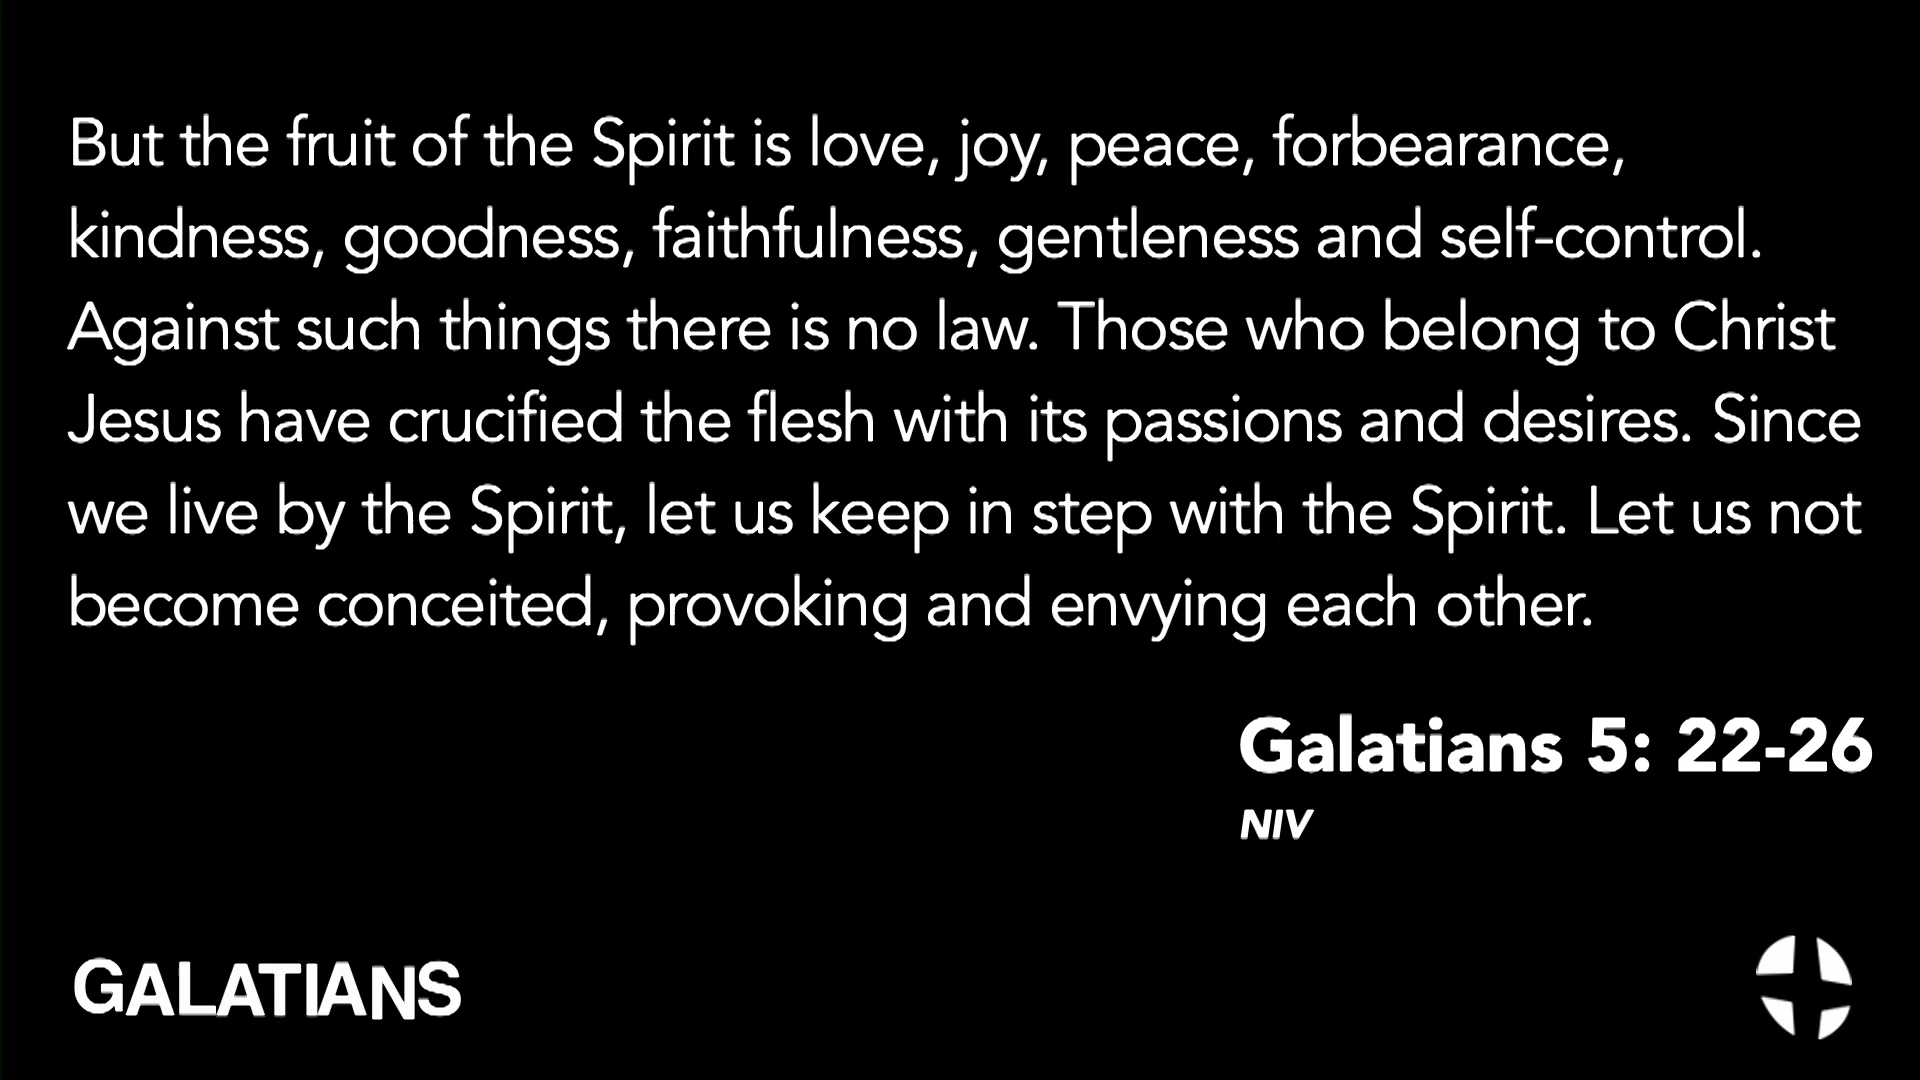 But the fruit of the Spirit is love, joy, peace, forbearance,
kindness, goodness, faithfulness, gentleness and self-control.
Against such things there is no law. Those who belong to Christ
Jesus have crucified the flesh with its passions and desires. Since
we live by the Spirit, let us keep in step with the Spirit. Let us not
become conceited, provoking and envying each other.
Galatians 5: 22-26
NIV
GALATIANS